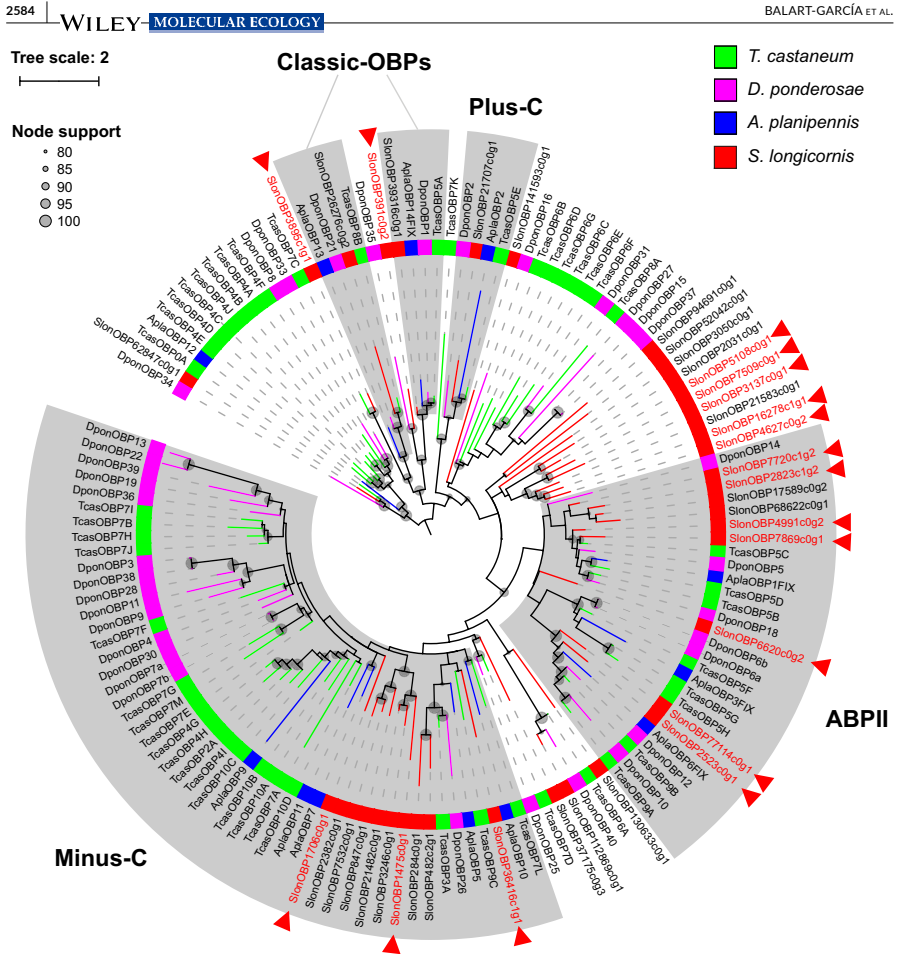 2584
WILEY MOLECULAR ECOLOGY
BALART-GARCÍA ET AL.
Tree scale: 2
Node support
80
85
90
95
100
Classic-OBPs
Plus-C
T. castaneum
D. ponderosae
A. planipennis
S. longicornis
DponOBP34
SlonOBP62847c0g1
TcasOBP0A
AplaOBP12
TcasOBP4E
TcasOBP4D
TcasOBP4C
TcasOBP4J
TcasOBP4B
TcasOBP4A
TcasOBP4F
DponOBP8
DponOBP33
TcasOBP7C
SlonOBP3895c1g1
AplaOBP13
DponOBP21
SlonOBP26276c0g2
TcasOBP8B
DponOBP35
SlonOBP391c0g2
SlonOBP39316c0g1
AplaOBP14FIX
DponOBP1
TcasOBP5A
TcasOBP7K
DponOBP2
SlonOBP21707c0g1
AplaOBP2
TcasOBP5E
SlonOBP141593c0g1
DponOBP16
TcasOBP6B
TcasOBP6D
TcasOBP6G
TcasOBP6C
TcasOBP6E
TcasOBP6F
DponOBP31
TcasOBP8A
DponOBP27
DponOBP15
DponOBP37
SlonOBP94691c0g1
SlonOBP52042c0g1
SlonOBP3050c0g1
SlonOBP2031c0g1
SlonOBP5108c0g1
SlonOBP7509c0g1
SlonOBP3137c0g1
SlonOBP21583c0g1
SlonOBP16278c1g1
SlonOBP4627c0g2
DponOBP14
SlonOBP7720c1g2
SlonOBP2823c1g2
SlonOBP17589c0g2
SlonOBP68622c0g1
SlonOBP4991c0g2
SlonOBP7869c0g1
TcasOBP5C
DponOBP5
AplaOBP1FIX
TcasOBP5D
TcasOBP5B
DponOBP18
SlonOBP6620c0g2
DponOBP6b
DponOBP6a
TcasOBP5F
AplaOBP3FIX
TcasOBP5G
TcasOBP5H
SlonOBP77114c0g1
SlonOBP2523c0g1
AplaOBP6FIX
DponOBP12
DponOBP10
TcasOBP9B
TcasOBP9A
SlonOBP130633c0g1
TcasOBP6A
DponOBP40
SlonOBP112869c0g1
SlonOBP37175c0g3
TcasOBP7D
DponOBP25
TcasOBP7L
AplaOBP10
SlonOBP36416c1g1
TcasOBP9C
AplaOBP5
DponOBP26
TcasOBP3A
SlonOBP482c2g1
SlonOBP284c0g1
SlonOBP1475c0g1
SlonOBP3246c0g1
SlonOBP21482c0g1
SlonOBP847c0g1
SlonOBP7532c0g1
SlonOBP2382c0g1
SlonOBP1706c0g1
AplaOBP7
AplaOBP11
TcasOBP10D
TcasOBP7A
TcasOBP10A
TcasOBP10B
AplaOBP9
TcasOBP10C
TcasOBP4I
TcasOBP2A
TcasOBP4H
TcasOBP4G
TcasOBP7E
TcasOBP7M
TcasOBP7G
DponOBP7b
DponOBP7a
DponOBP30
DponOBP4
TcasOBP7F
DponOBP9
DponOBP11
DponOBP28
DponOBP38
DponOBP3
TcasOBP7J
TcasOBP7H
TcasOBP7B
TcasOBP7I
DponOBP36
DponOBP19
DponOBP39
DponOBP22
DponOBP13
ABPII
Minus-C